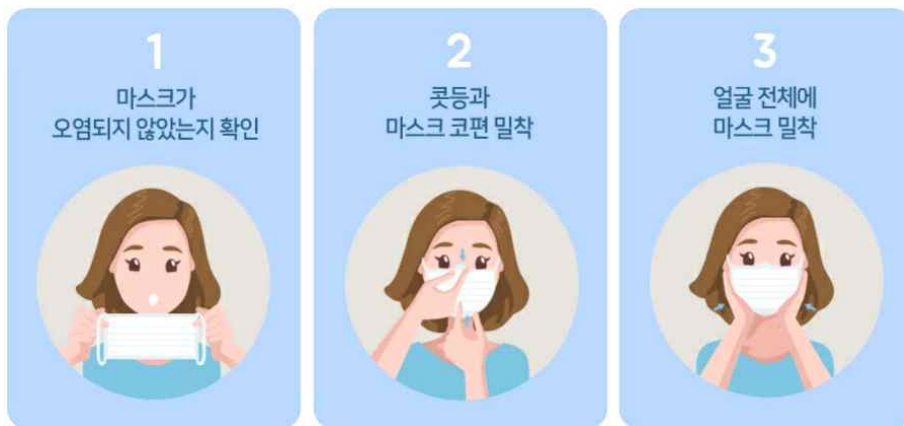 1
마스크가
오염되지 않았는지 확인
2
콧등과
마스크 코편 밀착
3
얼굴 전체에
마스크 밀착